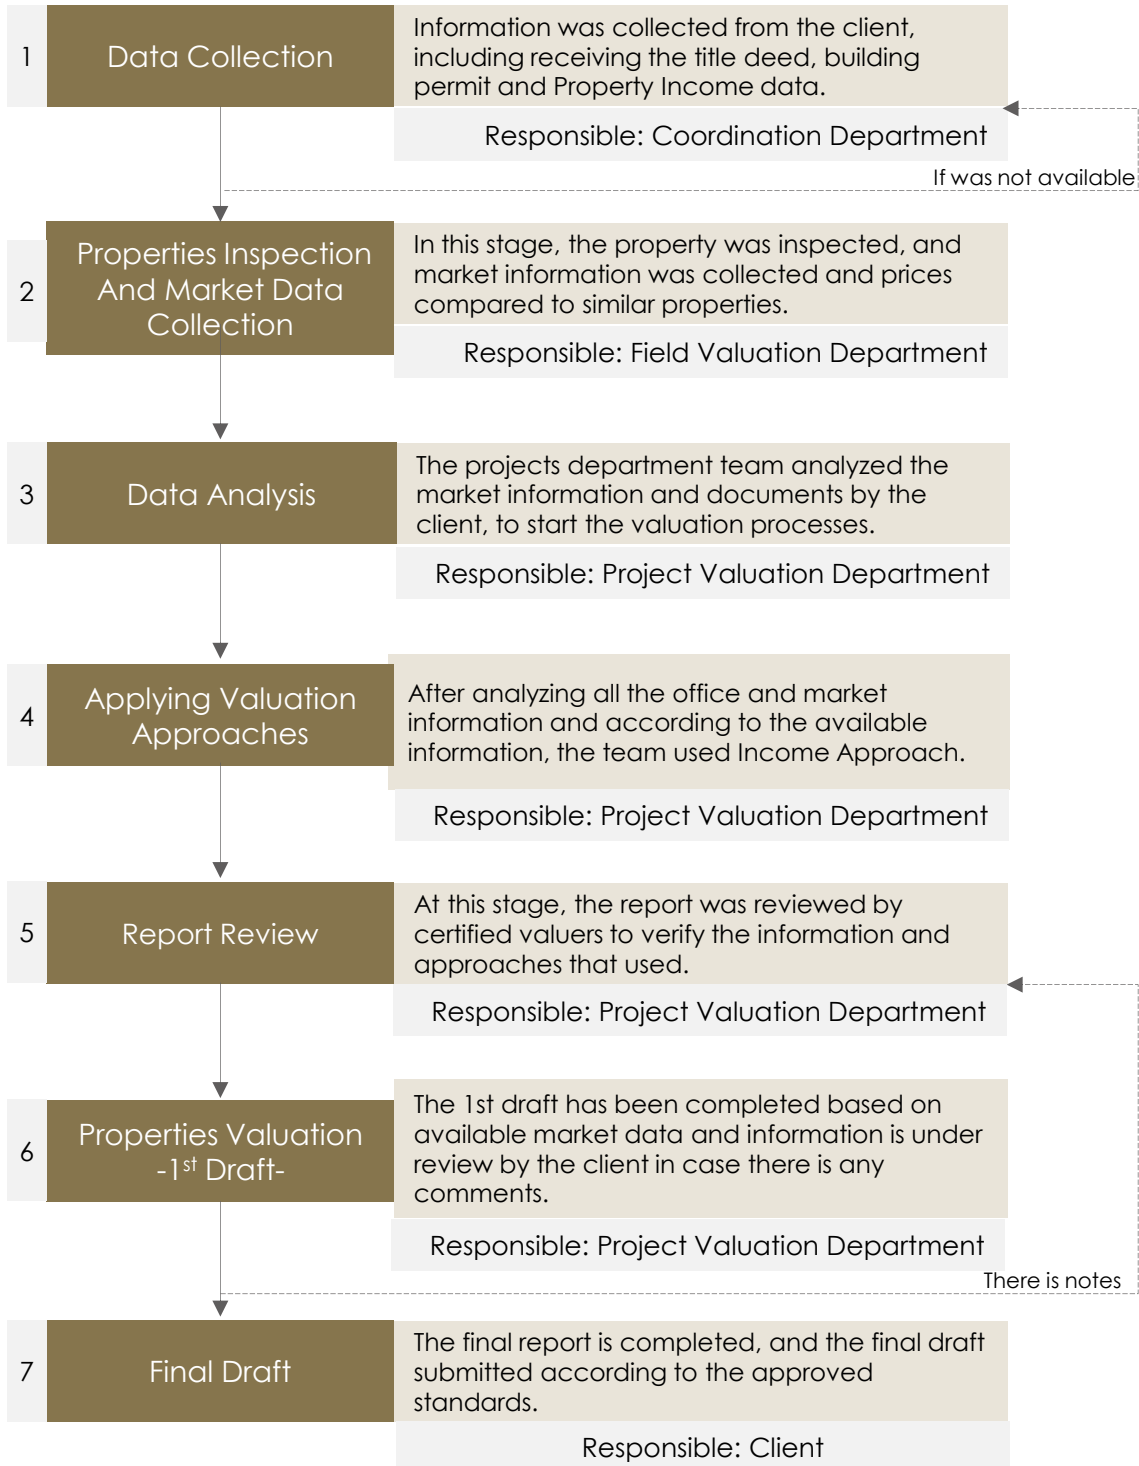 1
Data Collection
Information was collected from the client,
including receiving the title deed, building
permit and Property Income data.
Responsible: Coordination Department
If was not available
2
Properties Inspection
And Market Data
Collection
In this stage, the property was inspected, and
market information was collected and prices
compared to similar properties.
Responsible: Field Valuation Department
3
Data Analysis
The projects department team analyzed the
market information and documents by the
client, to start the valuation processes.
Responsible: Project Valuation Department
4
Applying Valuation
Approaches
After analyzing all the office and market
information and according to the available
information, the team used Income Approach.
Responsible: Project Valuation Department
5
Report Review
At this stage, the report was reviewed by
certified valuers to verify the information and
approaches that used.
Responsible: Project Valuation Department
6
Properties Valuation
-1st Draft-
The 1st draft has been completed based on
available market data and information is under
review by the client in case there is any
comments.
Responsible: Project Valuation Department
There is notes
7
Final Draft
The final report is completed, and the final draft
submitted according to the approved
standards.
Responsible: Client